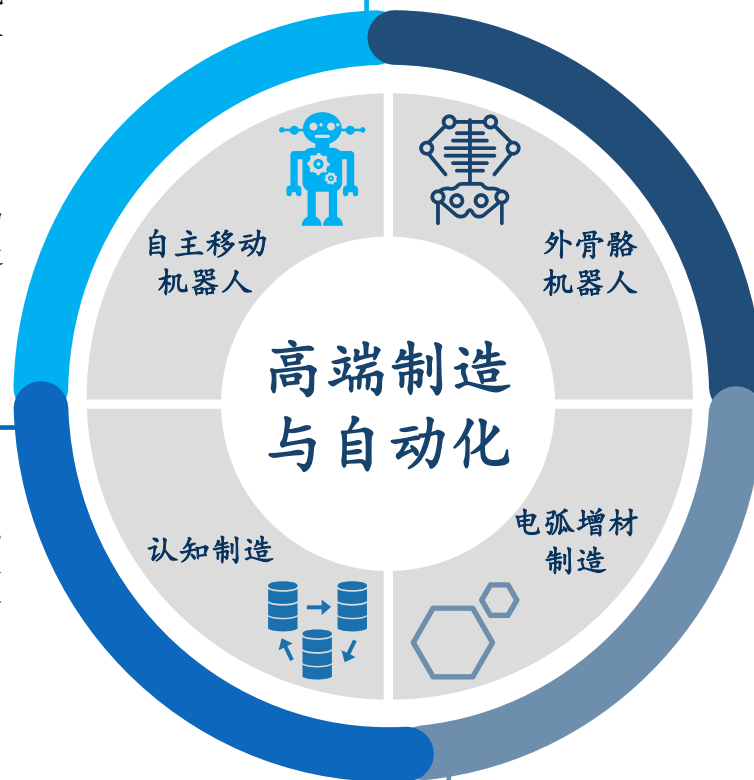 自主移动
机器人
外骨骼
机器人
高端制造
与自动化
认知制造
电弧增材
制造